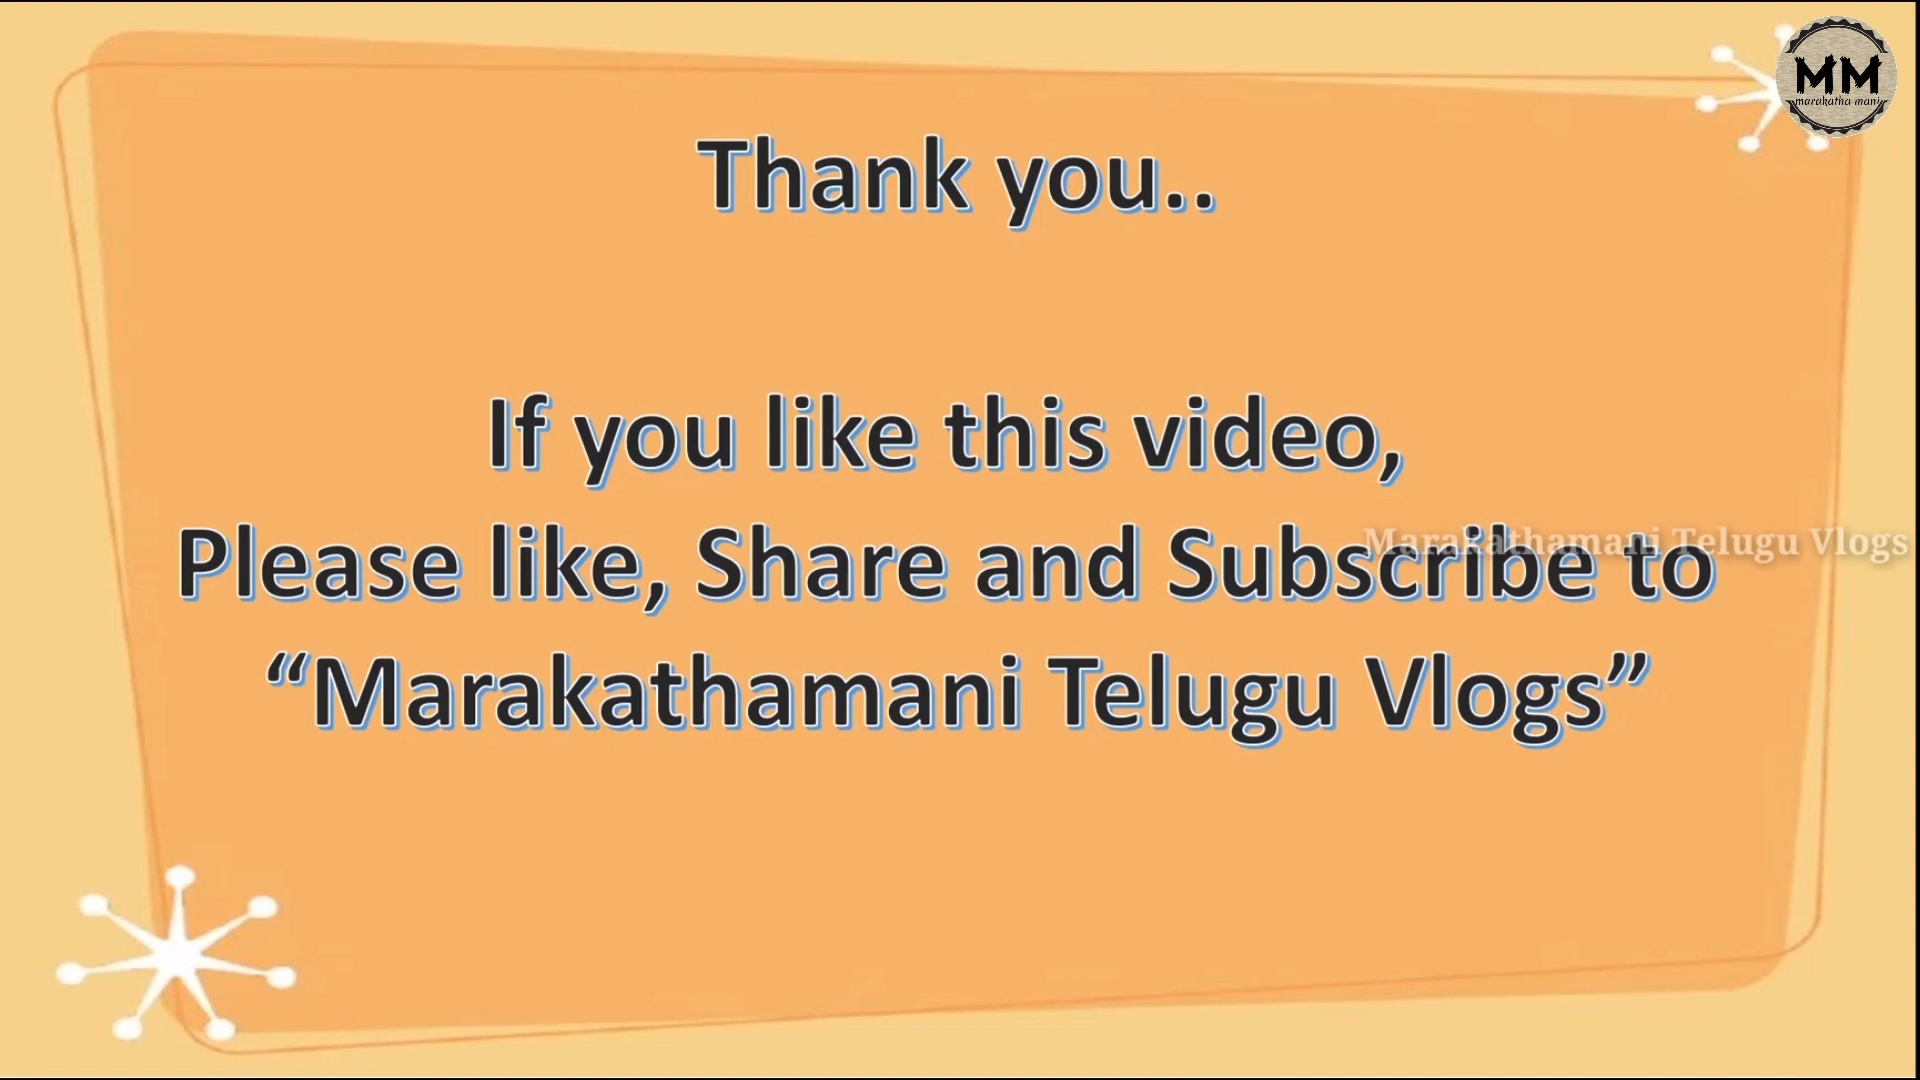 MM
marakatha mani
Thank you..
If you like this video,
Please like, Share and Subscribe to
Marakathamani Telugu Vlogs
“Marakathamani Telugu Vlogs”